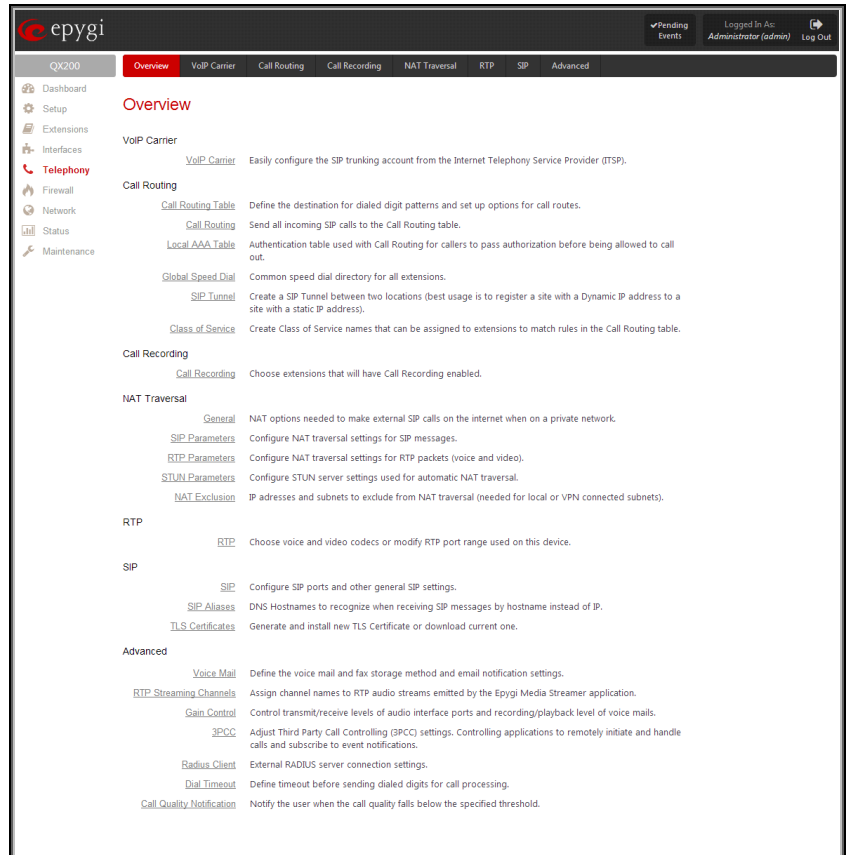 epygi
✔Pending Events
Logged In As:
Administrator (admin)
Log Out
QX200
Overview VoIP Carrier Call Routing Call Recording NAT Traversal RTP SIP Advanced
Dashboard
Setup
Extensions
Interfaces
Telephony
Firewall
Network
Status
Maintenance
Overview
VoIP Carrier
VoIP Carrier Easily configure the SIP trunking account from the Internet Telephony Service Provider (ITSP).
Call Routing
Call Routing Table Define the destination for dialed digit patterns and set up options for call routes.
Call Routing Send all incoming SIP calls to the Call Routing table.
Local AAA Table Authentication table used with Call Routing for callers to pass authorization before being allowed to call
out.
Global Speed Dial Common speed dial directory for all extensions.
SIP Tunnel Create a SIP Tunnel between two locations (best usage is to register a site with a Dynamic IP address to a
site with a static IP address).
Class of Service Create Class of Service names that can be assigned to extensions to match rules in the Call Routing table.
Call Recording
Call Recording Choose extensions that will have Call Recording enabled.
NAT Traversal
General NAT options needed to make external SIP calls on the internet when on a private network.
SIP Parameters Configure NAT traversal settings for SIP messages.
RTP Parameters Configure NAT traversal settings for RTP packets (voice and video).
STUN Parameters Configure STUN server settings used for automatic NAT traversal.
NAT Exclusion IP adresses and subnets to exclude from NAT traversal (needed for local or VPN connected subnets).
RTP
RTP Choose voice and video codecs or modify RTP port range used on this device.
SIP
SIP Configure SIP ports and other general SIP settings.
SIP Aliases DNS Hostnames to recognize when receiving SIP messages by hostname instead of IP.
TLS Certificates Generate and install new TLS Certificate or download current one.
Advanced
Voice Mail Define the voice mail and fax storage method and email notification settings.
RTP Streaming Channels Assign channel names to RTP audio streams emitted by the Epygi Media Streamer application.
Gain Control Control transmit/receive levels of audio interface ports and recording/playback level of voice mails.
3PCC Adjust Third Party Call Controlling (3PCC) settings. Controlling applications to remotely initiate and handle
calls and subscribe to event notifications.
Radius Client External RADIUS server connection settings.
Dial Timeout Define timeout before sending dialed digits for call processing.
Call Quality Notification Notify the user when the call quality falls below the specified threshold.